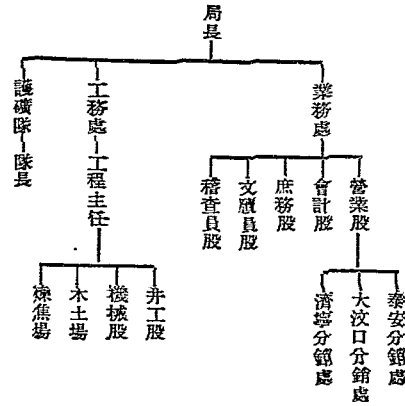 局長
業務處
工務處—工程主任
護礦隊—隊長
營業股
會計股
庶務股
文牘員股
稽查員股
泰安分銷處
大汶口分銷處
濟寧分銷處
井工股
機械股
木土場
煉焦場